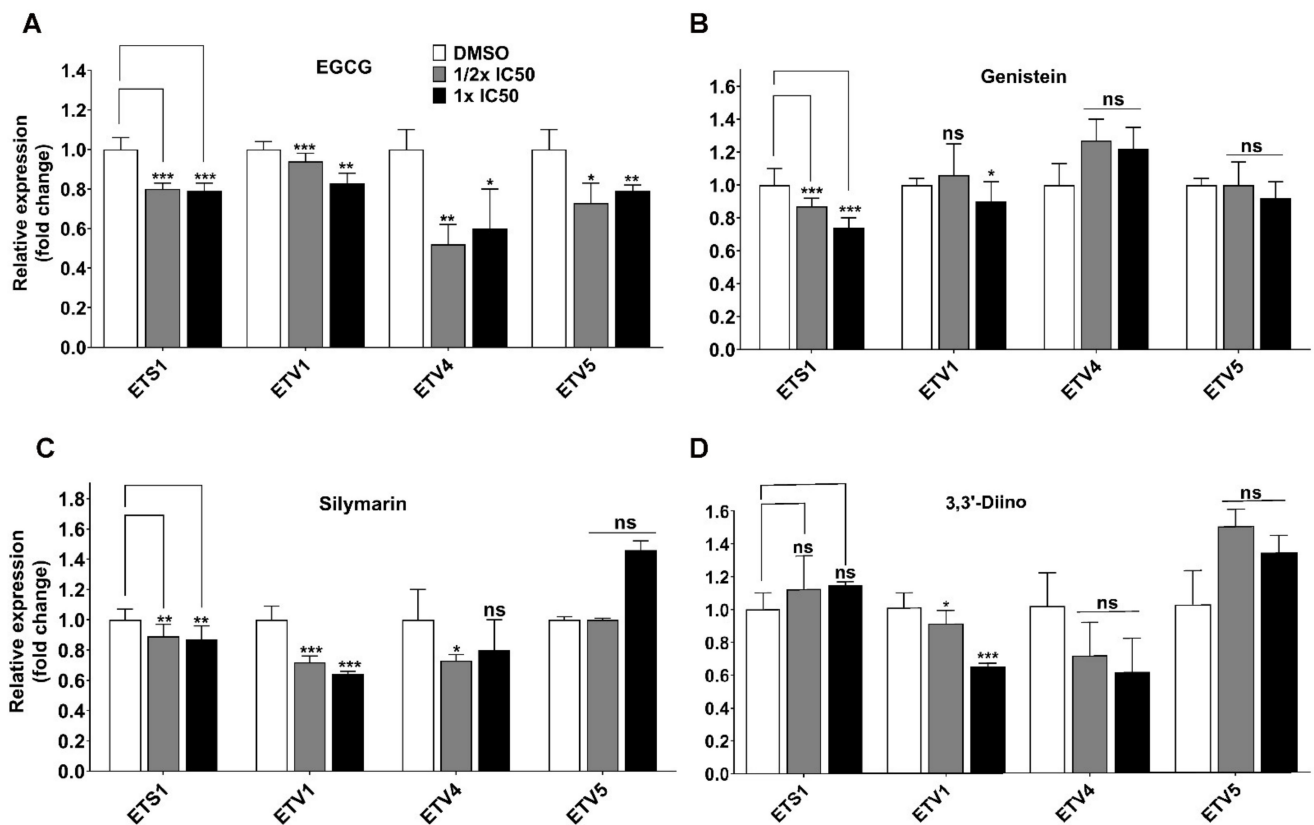 A
EGCG
DMSO
1/2x IC50
1x IC50
Relative expression
(fold change)
1.4
1.2
1.0
0.8
0.6
0.4
0.2
0.0
*** *** *** ** ** * * **
ETS1 ETV1 ETV4 ETV5
B
Genistein
1.6
1.4
1.2
1.0
0.8
0.6
0.4
0.2
0.0
*** *** ns * ns ns
ETS1 ETV1 ETV4 ETV5
C
Silymarin
Relative expression
(fold change)
1.8
1.6
1.4
1.2
1.0
0.8
0.6
0.4
0.2
0.0
** ** *** *** * ns ns
ETS1 ETV1 ETV4 ETV5
D
3,3'-Diino
1.6
1.4
1.2
1.0
0.8
0.6
0.4
0.2
0.0
ns ns * *** ns ns
ETS1 ETV1 ETV4 ETV5